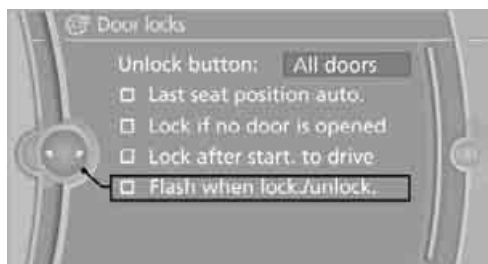 Door locks
Unlock button: All doors
Last seat position auto.
Lock if no door is opened
Lock after start. to drive
Flash when lock./unlock.